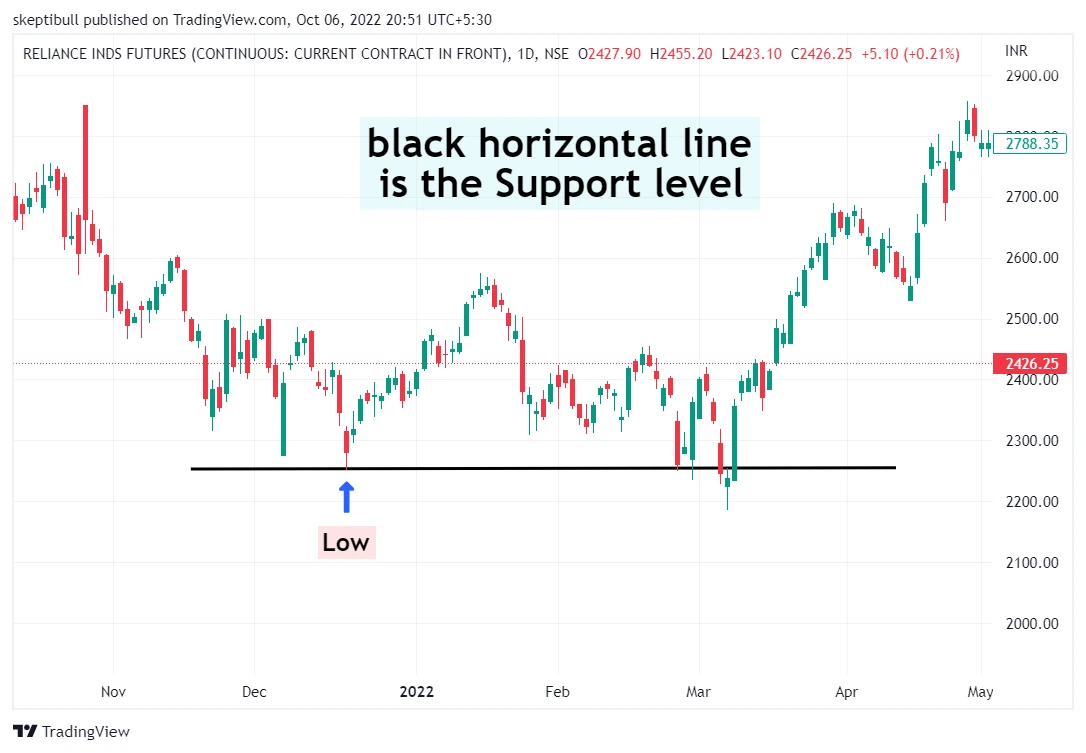 skeptibull published on TradingView.com, Oct 06, 2022 20:51 UTC+5:30
RELIANCE INDS FUTURES (CONTINUOUS: CURRENT CONTRACT IN FRONT), 1D, NSE O2427.90 H2455.20 L2423.10 C2426.25 +5.10 (+0.21%)
INR
2900.00
black horizontal line
is the Support level
2788.35
2700.00
2600.00
2500.00
2426.25
2400.00
2300.00
2200.00
Low
2100.00
2000.00
Nov Dec 2022 Feb Mar Apr May
TradingView